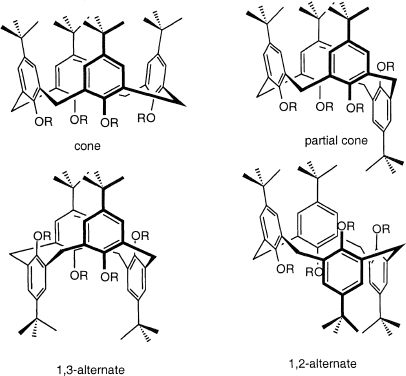 OR OR OR RO
cone
OR
OR OR OR
partial cone
OR OR
OR OR
1,3-alternate
OR OR
OR RO
1,2-alternate